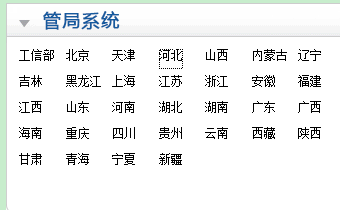 管局系统
工信部 北京 天津 河北 山西 内蒙古 辽宁
吉林 黑龙江 上海 江苏 浙江 安徽 福建
江西 山东 河南 湖北 湖南 广东 广西
海南 重庆 四川 贵州 云南 西藏 陕西
甘肃 青海 宁夏 新疆